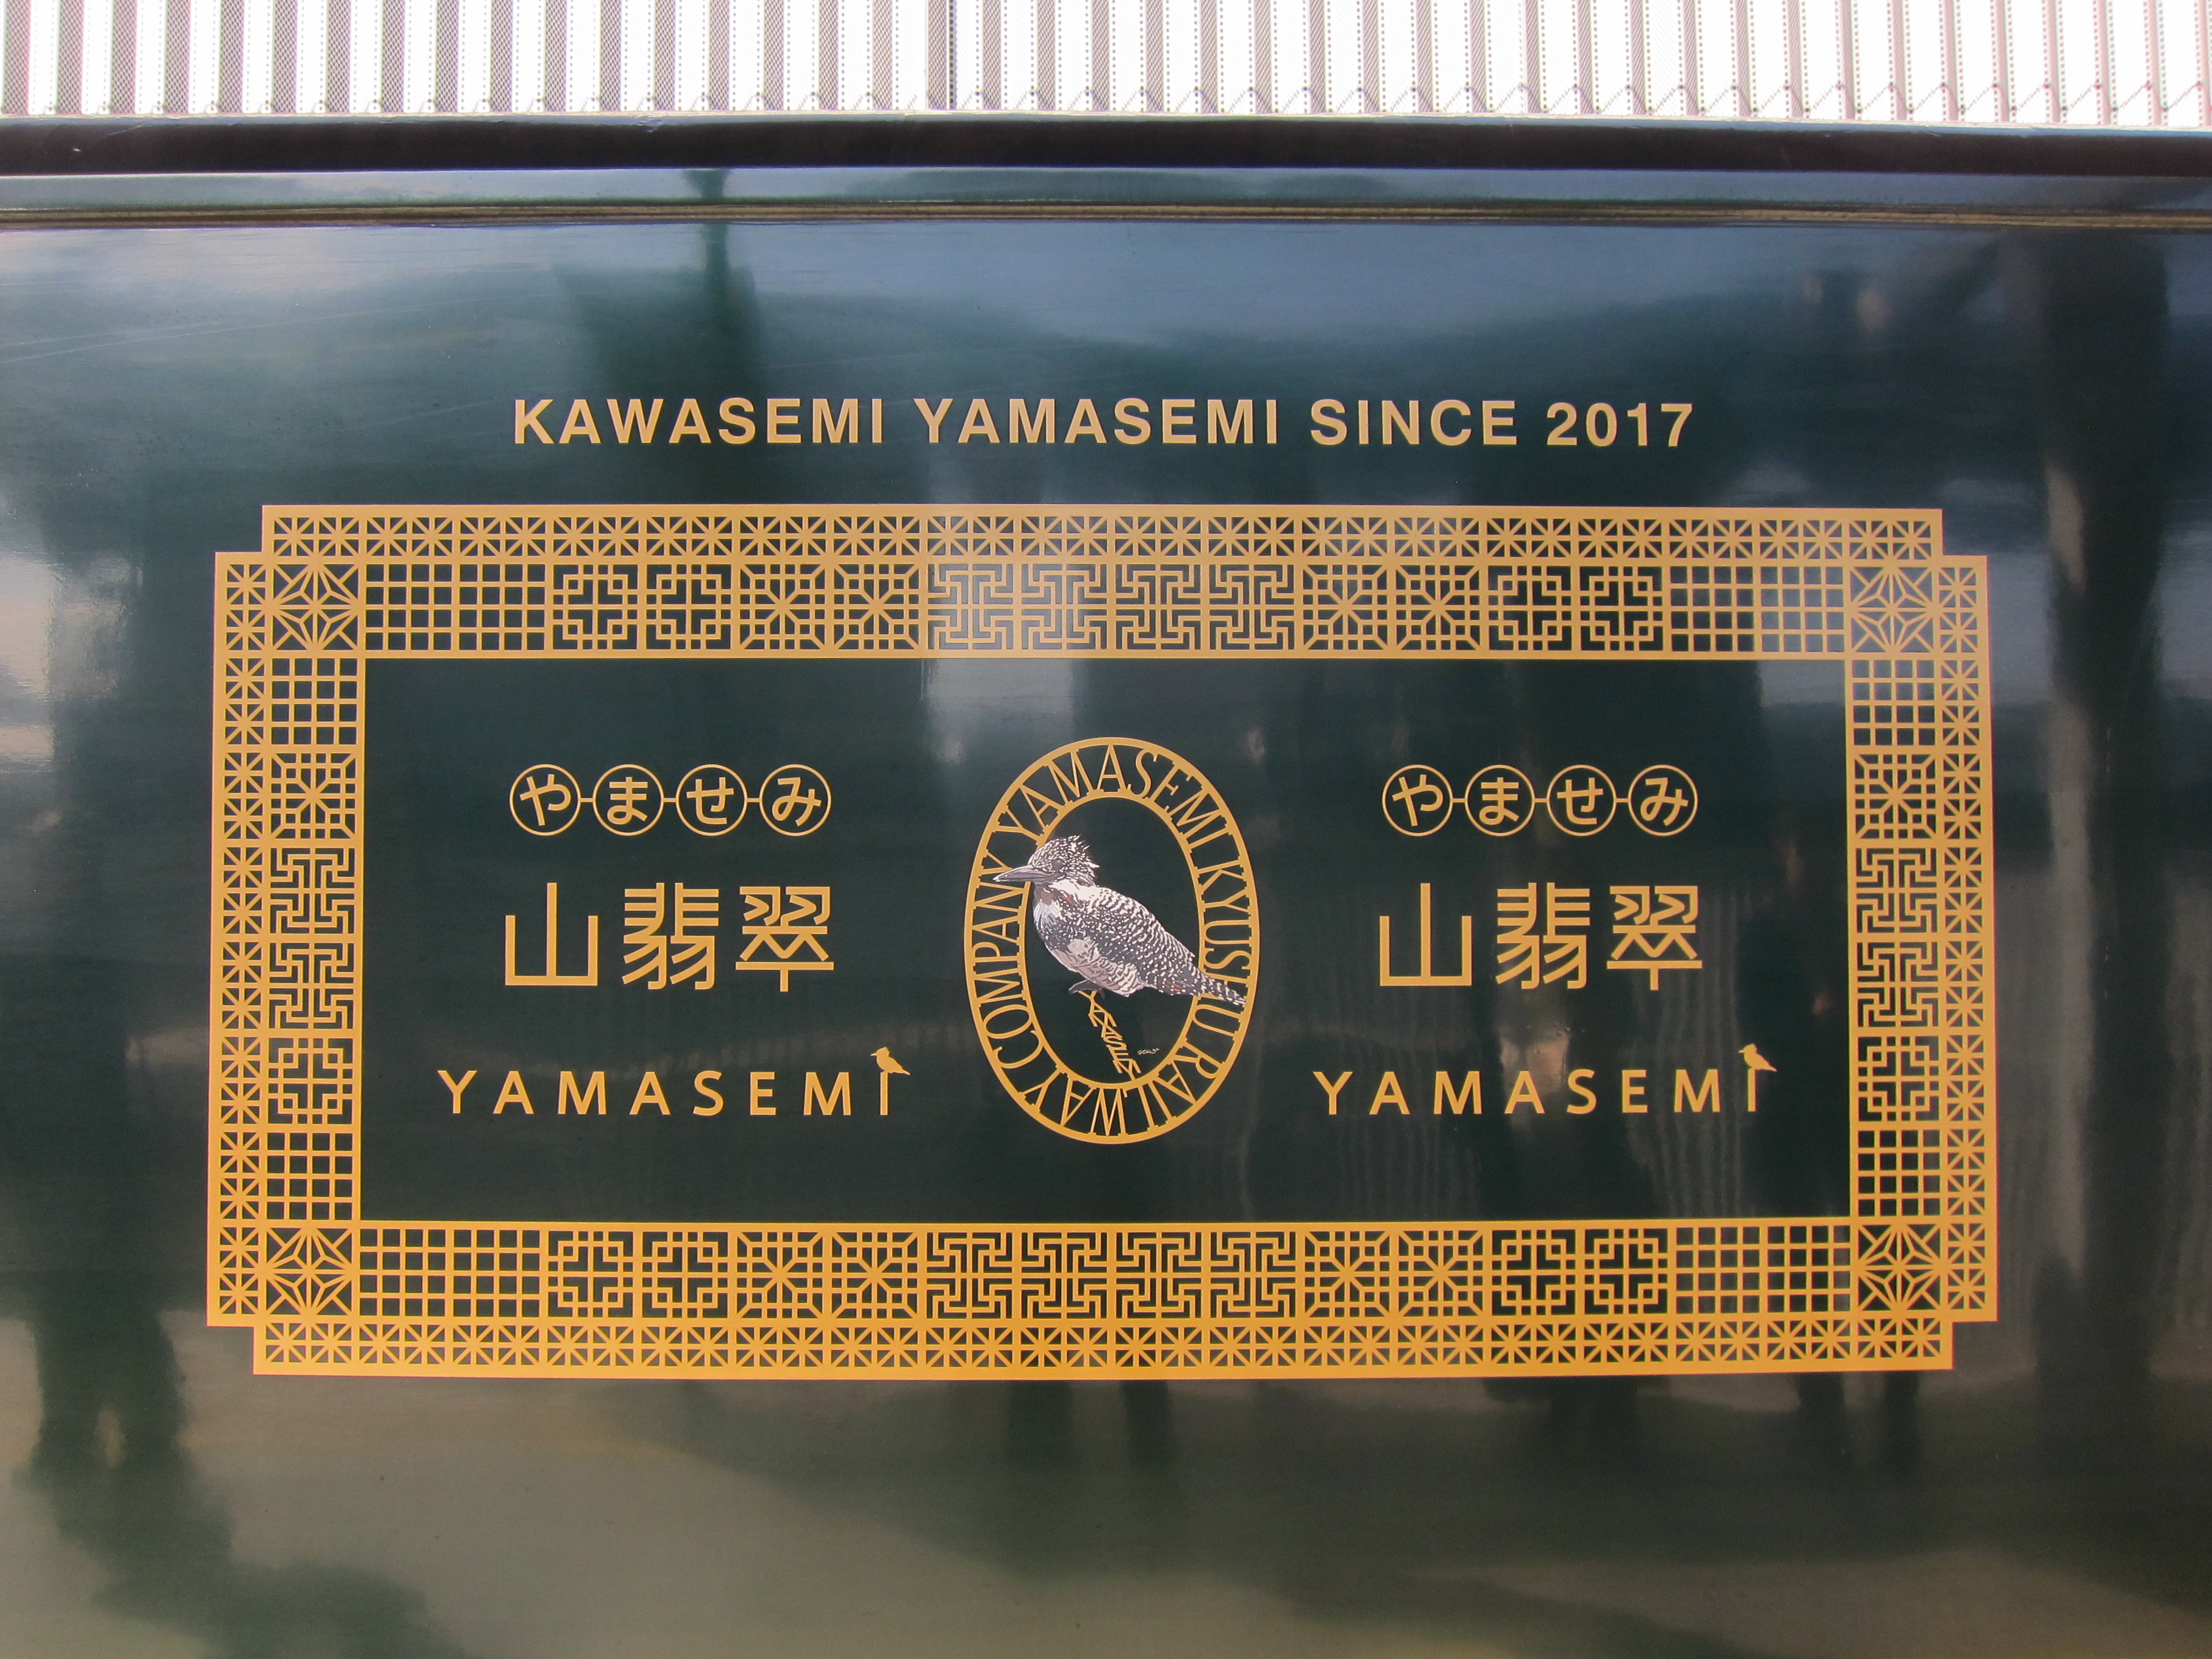 KAWASEMI YAMASEMI SINCE 2017
やませみ
山翡翠
YAMASEMI
YAMASEMI KYUSHU RAILWAY COMPANY
やませみ
山翡翠
YAMASEMI